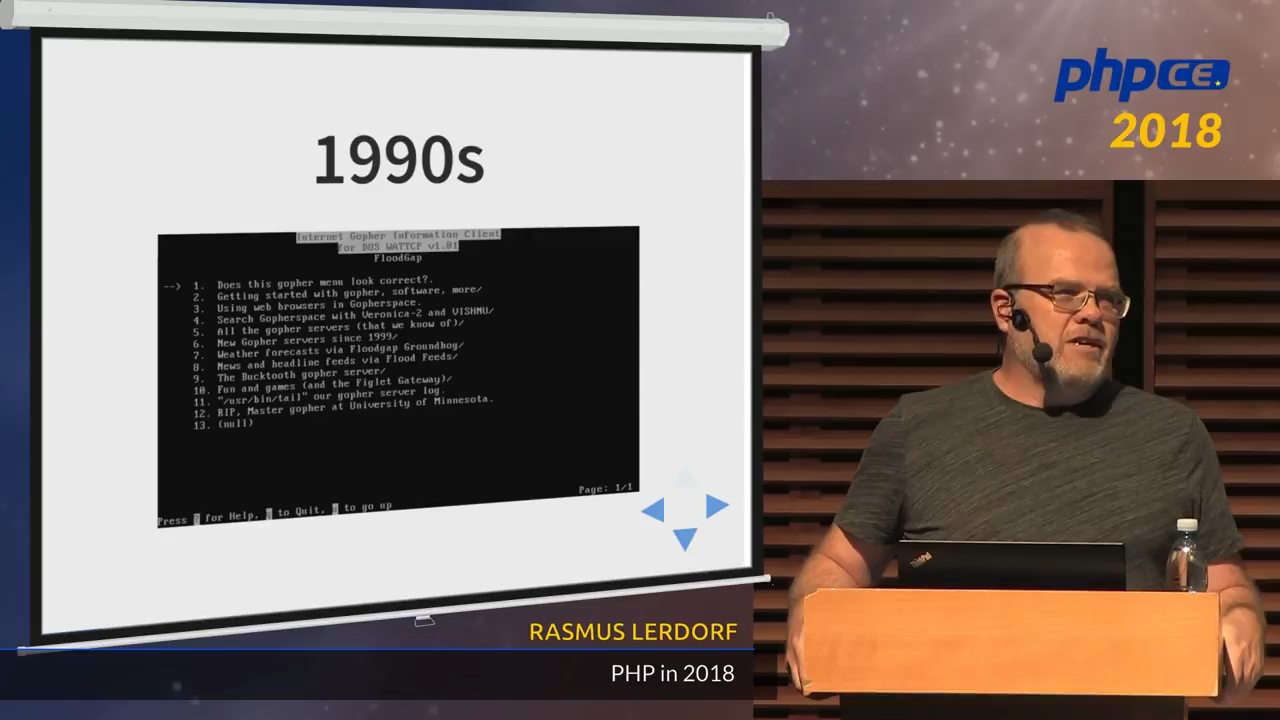 phpCE.
2018
1990s
Internet Gopher Information Client
for DOS WATTCP v1.01
FloodGap
--> 1. Does this gopher menu look correct?.
2. Getting started with gopher, software, more/
3. Using web browsers in Gopherspace.
4. Search Gopherspace with Veronica-2 and VISHNU/
5. All the gopher servers (that we know of)/
6. New Gopher servers since 1999/
7. Weather forecasts via Floodgap Groundhog/
8. News and headline feeds via Flood Feeds/
9. The Bucktooth gopher server/
10. Fun and games (and the Figlet Gateway)/
11. "/usr/bin/tail" our gopher server log.
12. RIP, Master gopher at University of Minnesota.
13. (null)
Page: 1/1
Press for Help, to Quit, to go up
ThinkPad
RASMUS LERDORF
PHP in 2018